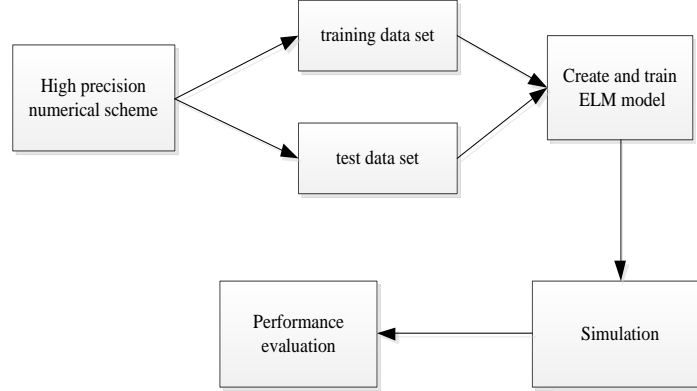 training data set
High precision
numerical scheme
Create and train
ELM model
test data set
Performance
evaluation
Simulation